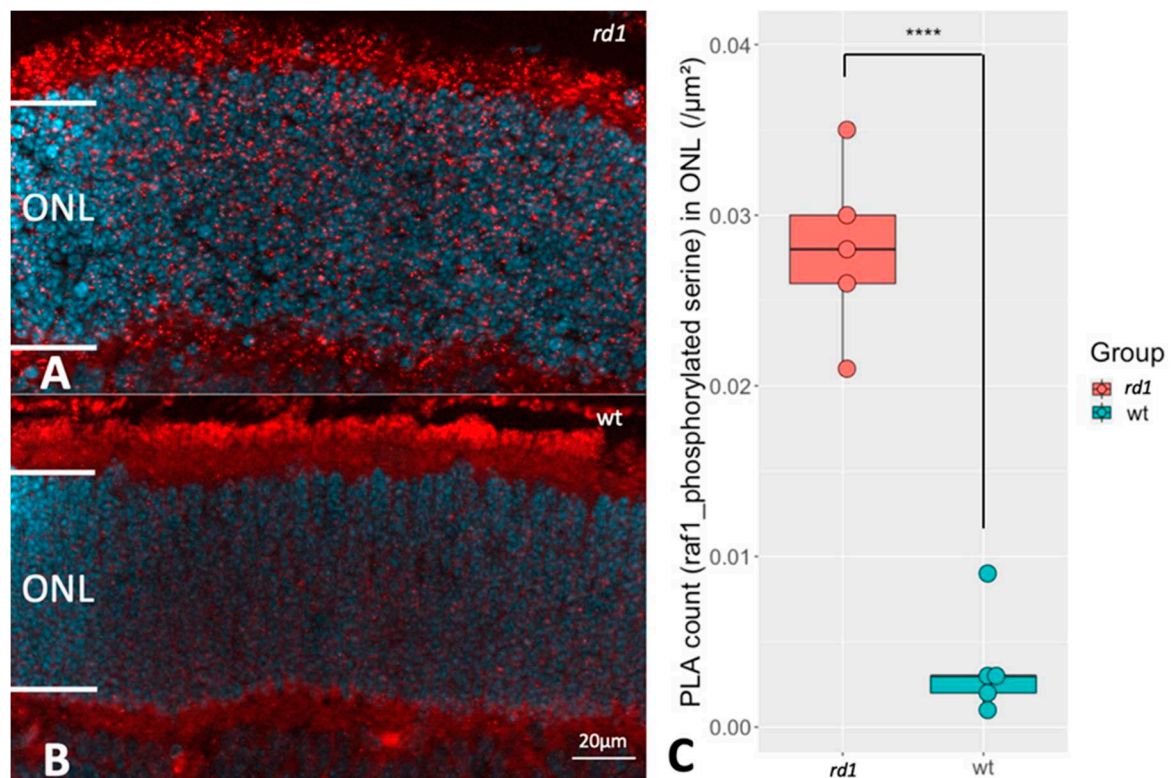 rd1
ONL
A
wt
ONL
B
20μm
PLA count (raf1_phosphorylated serine) in ONL (/μm²)
0.04
0.03
0.02
0.01
0.00
****
rd1
wt
C
Group
rd1
wt